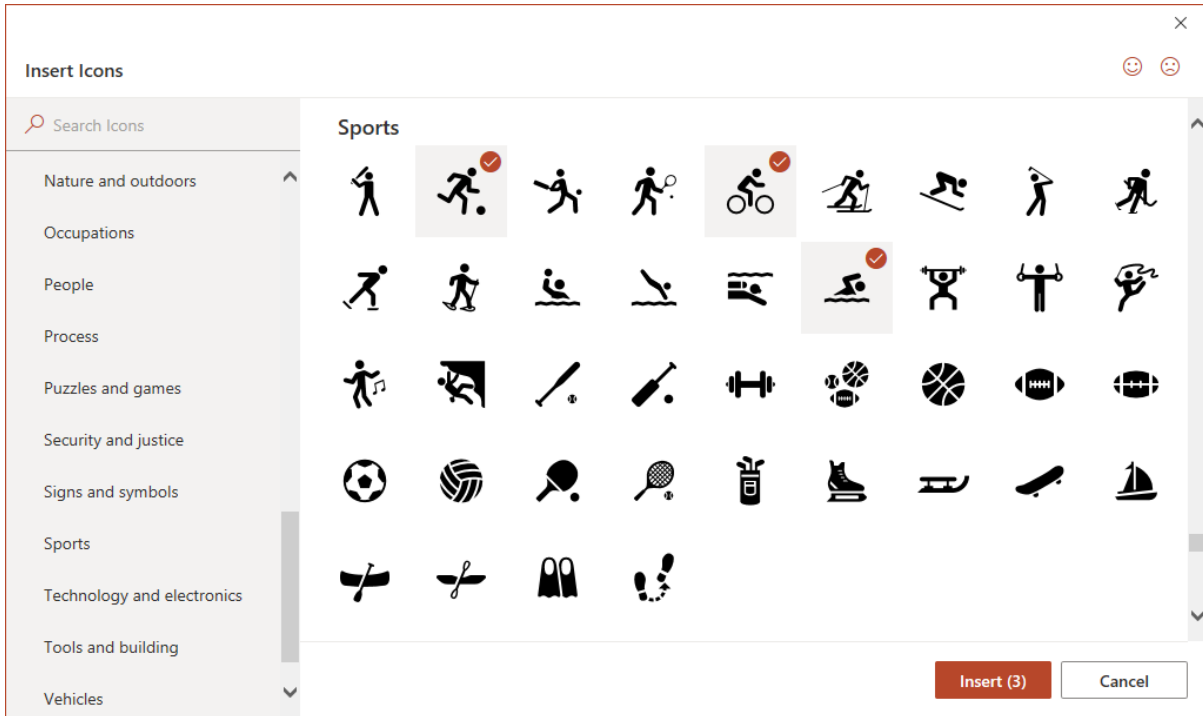 Insert Icons
Search Icons
Nature and outdoors
Occupations
People
Process
Puzzles and games
Security and justice
Signs and symbols
Sports
Technology and electronics
Tools and building
Vehicles
Sports
Insert (3)
Cancel